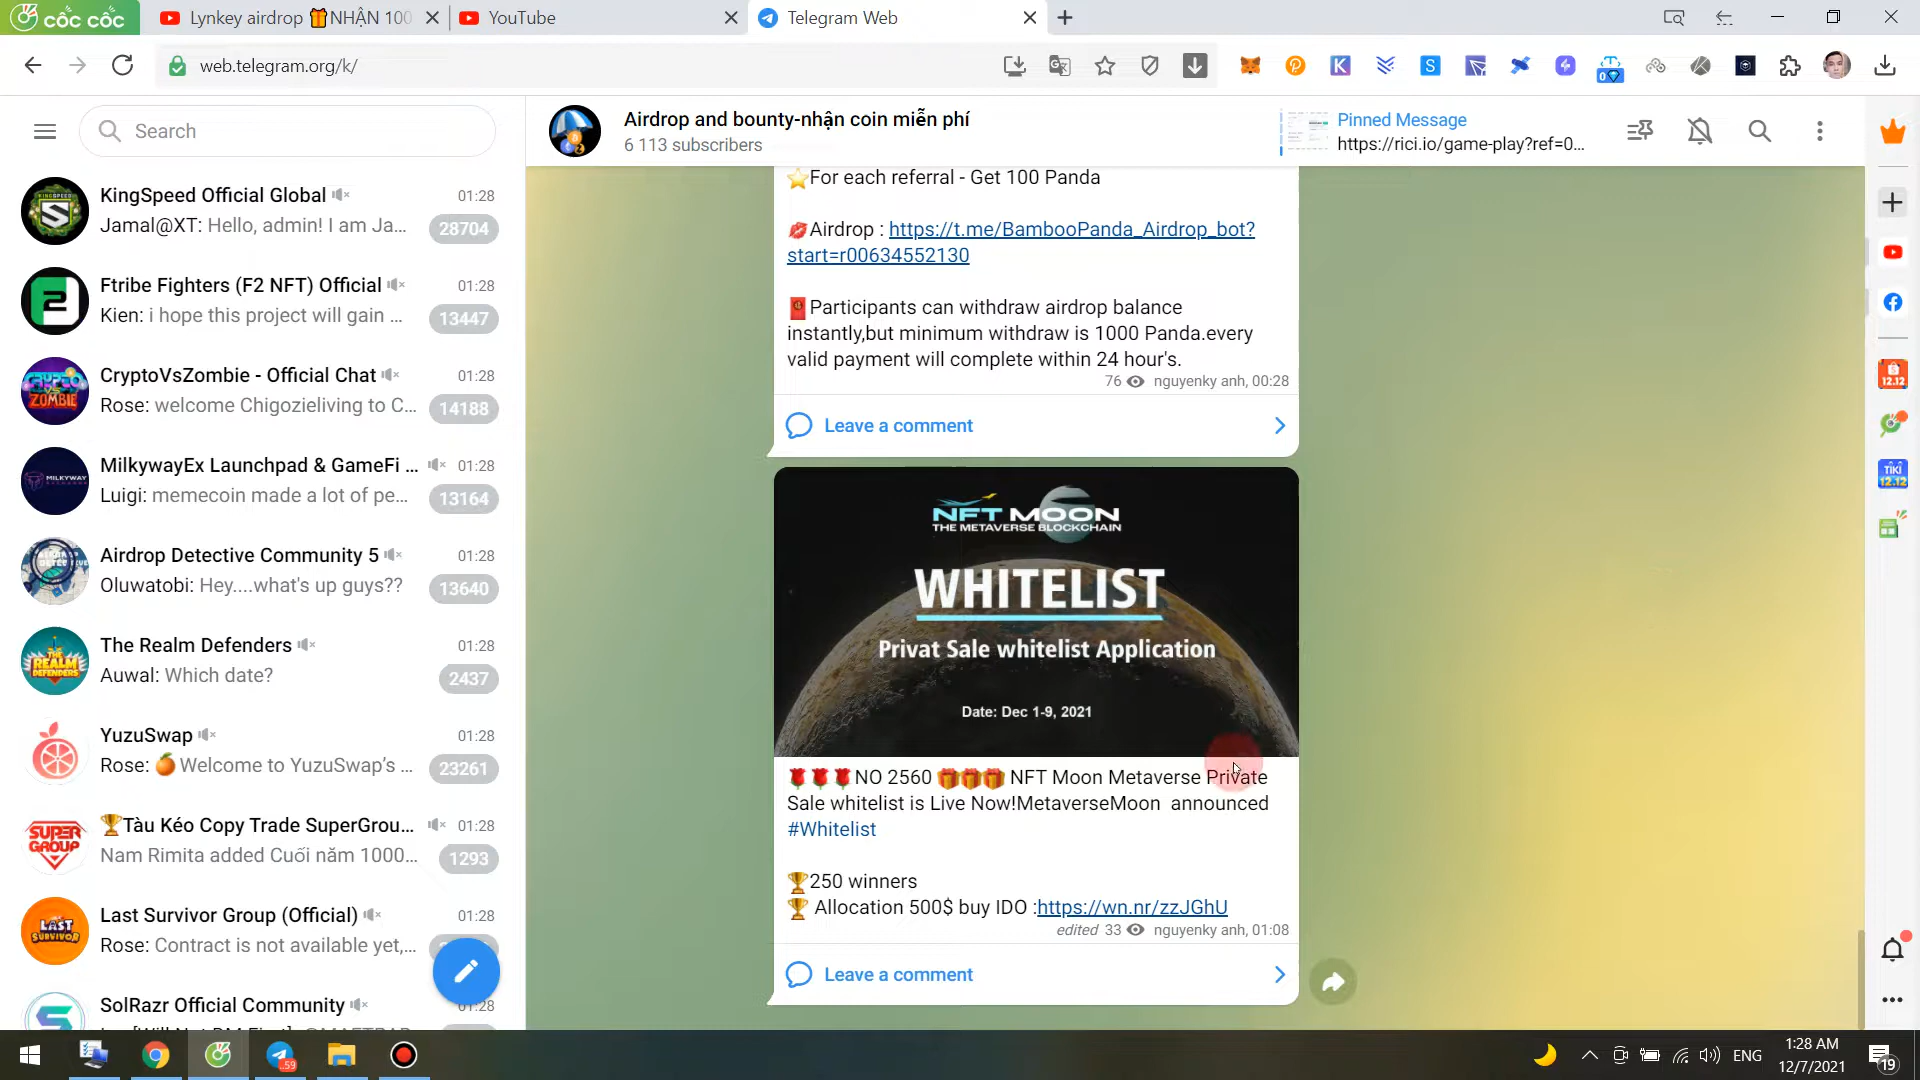 cốc cốc
Lynkey airdrop 🎁NHẬN 100
YouTube
Telegram Web
web.telegram.org/k/
Search
KingSpeed Official Global
01:28
Jamal@XT: Hello, admin! I am Ja...
28704
Ftribe Fighters (F2 NFT) Official
01:28
Kien: i hope this project will gain ...
13447
CryptoVsZombie - Official Chat
01:28
Rose: welcome Chigozieliving to C...
14188
MilkywayEx Launchpad & GameFi ...
01:28
Luigi: memecoin made a lot of pe...
13164
Airdrop Detective Community 5
01:28
Oluwatobi: Hey....what's up guys??
13640
The Realm Defenders
01:28
Auwal: Which date?
2437
YuzuSwap
01:28
Rose: 🍊Welcome to YuzuSwap's ...
23261
🏆Tàu Kéo Copy Trade SuperGrou...
01:28
Nam Rimita added Cuối năm 1000...
1293
Last Survivor Group (Official)
01:28
Rose: Contract is not available yet,...
SolRazr Official Community
01:28
Airdrop and bounty-nhận coin miễn phí
6 113 subscribers
Pinned Message
https://rici.io/game-play?ref=0...
⭐For each referral - Get 100 Panda
💋Airdrop : https://t.me/BambooPanda_Airdrop_bot?
start=r00634552130
🧧Participants can withdraw airdrop balance
instantly,but minimum withdraw is 1000 Panda.every
valid payment will complete within 24 hour's.
76 nguyenky anh, 00:28
Leave a comment
NFT MOON
THE METAVERSE BLOCKCHAIN
WHITELIST
Privat Sale whitelist Application
Date: Dec 1-9, 2021
🌹🌹🌹NO 2560 🎁🎁🎁 NFT Moon Metaverse Private
Sale whitelist is Live Now!MetaverseMoon announced
#Whitelist
🏆250 winners
🏆 Allocation 500$ buy IDO :https://wn.nr/zzJGhU
edited 33 nguyenky anh, 01:08
Leave a comment
ENG
1:28 AM
12/7/2021
19